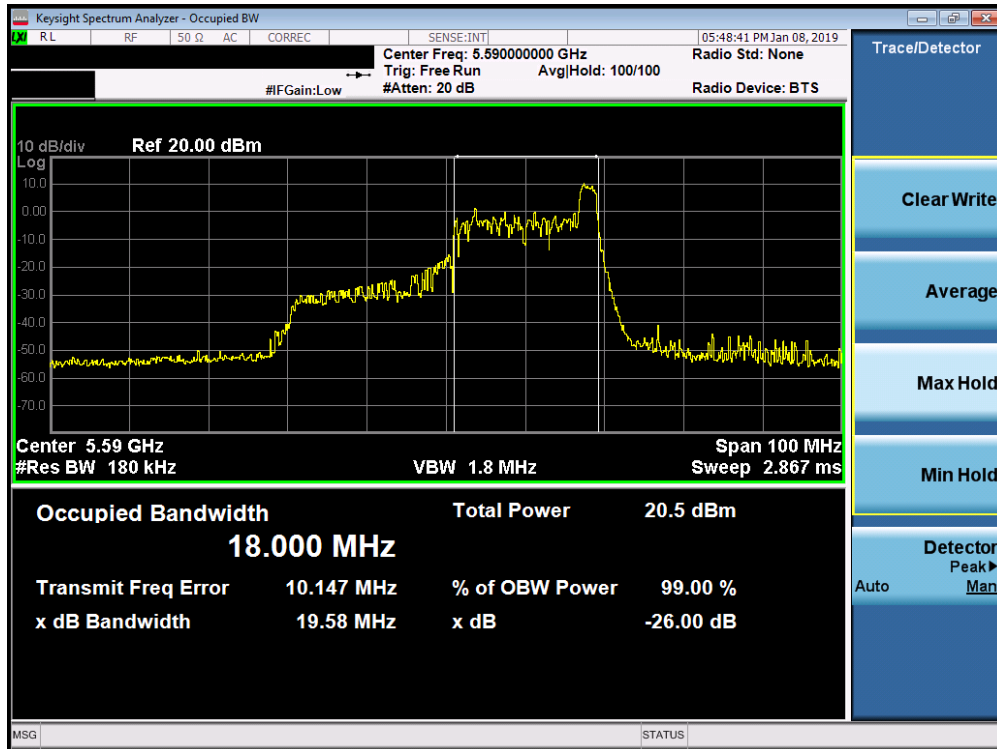 Keysight Spectrum Analyzer - Occupied BW
LXI RL RF 50 Ω AC CORREC SENSE:INT 05:48:41 PM Jan 08, 2019
Center Freq: 5.590000000 GHz Radio Std: None
Trig: Free Run Avg|Hold: 100/100
#IFGain:Low #Atten: 20 dB Radio Device: BTS
10 dB/div Ref 20.00 dBm
Log
10.0
0.00
-10.0
-20.0
-30.0
-40.0
-50.0
-60.0
-70.0
Center 5.59 GHz Span 100 MHz
#Res BW 180 kHz VBW 1.8 MHz Sweep 2.867 ms
Occupied Bandwidth Total Power 20.5 dBm
18.000 MHz
Transmit Freq Error 10.147 MHz % of OBW Power 99.00 %
x dB Bandwidth 19.58 MHz x dB -26.00 dB
MSG STATUS
Trace/Detector
Clear Write
Average
Max Hold
Min Hold
Detector
Peak▶
Auto Man